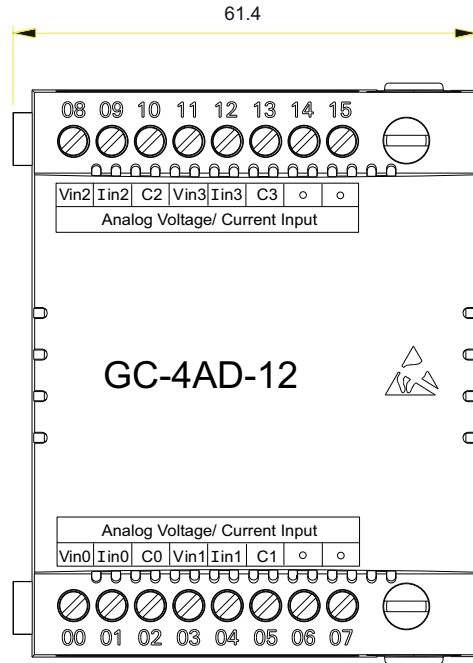 61.4
08 09 10 11 12 13 14 15
Vin2 Iin2 C2 Vin3 Iin3 C3
Analog Voltage/ Current Input
GC-4AD-12
Analog Voltage/ Current Input
Vin0 Iin0 C0 Vin1 Iin1 C1
00 01 02 03 04 05 06 07